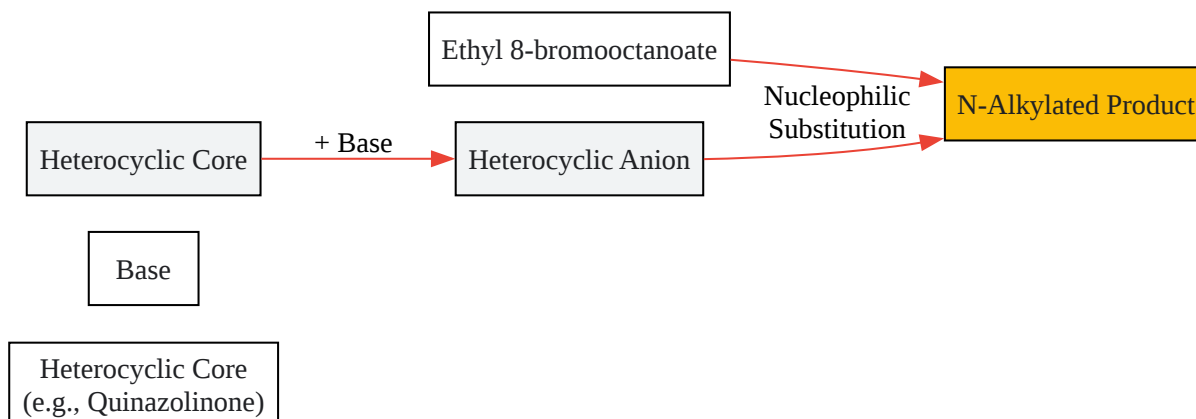 Ethyl 8-bromooctanoate
Nucleophilic
Substitution
N-Alkylated Product
Heterocyclic Core
+ Base
Heterocyclic Anion
Base
Heterocyclic Core
(e.g., Quinazolinone)